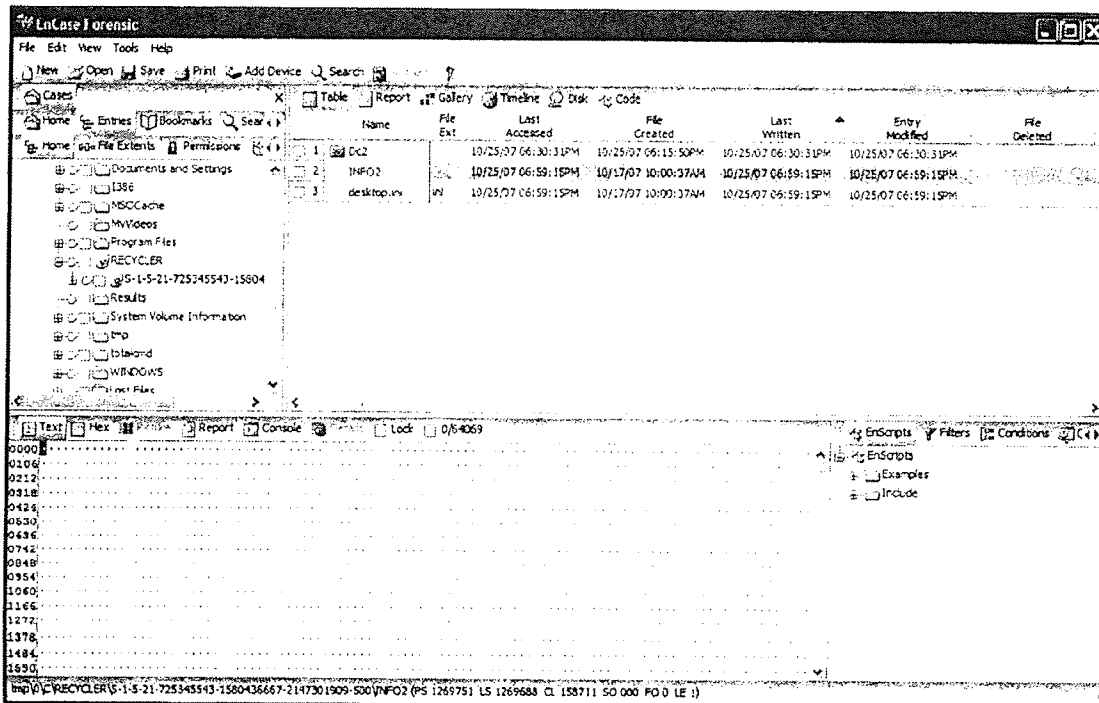 EnCase Forensic
File Edit View Tools Help
New Open Save Print Add Device Search
Cases
Table Report Gallery Timeline Disk Code
Home Entries Bookmarks Sear
Home File Extents Permissions
Name File Ext Last Accessed File Created Last Written Entry Modified File Deleted
1 Dc2 10/25/07 06:30:31PM 10/25/07 06:15:50PM 10/25/07 06:30:31PM 10/25/07 06:30:31PM
2 INFO2 10/25/07 06:59:15PM 10/17/07 10:00:37AM 10/25/07 06:59:15PM 10/25/07 06:59:15PM
3 desktop.ini INI 10/25/07 06:59:15PM 10/17/07 10:00:37AM 10/25/07 06:59:15PM 10/25/07 06:59:15PM
Documents and Settings
I386
MSOCache
MyVideos
Program Files
RECYCLER
S-1-5-21-725345543-15804
Results
System Volume Information
tmp
totalcmd
WINDOWS
Lost Files
Text Hex Report Console Lock 0/64069
EnScripts Filters Conditions
EnScripts
Examples
Include
0000
0106
0212
0318
0424
0530
0636
0742
0848
0954
1060
1166
1272
1378
1484
1590
tmp\0\C\RECYCLER\S-1-5-21-725345543-1580436667-2147301909-500\INFO2 (PS 1269751 LS 1269688 CL 158711 SO 000 FO 0 LE 1)